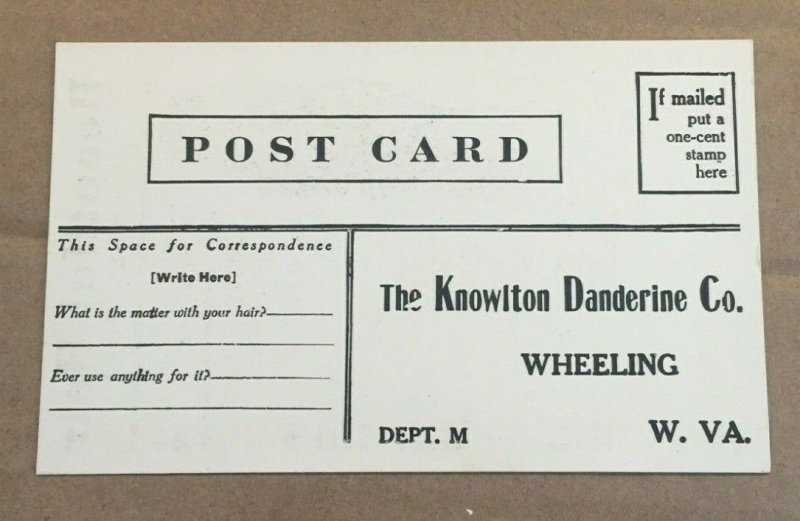 POST CARD
If mailed
put a
one-cent
stamp
here
This Space for Correspondence
[Write Here]
What is the matter with your hair?
Ever use anything for it?
The Knowlton Danderine Co.
WHEELING
DEPT. M
W. VA.